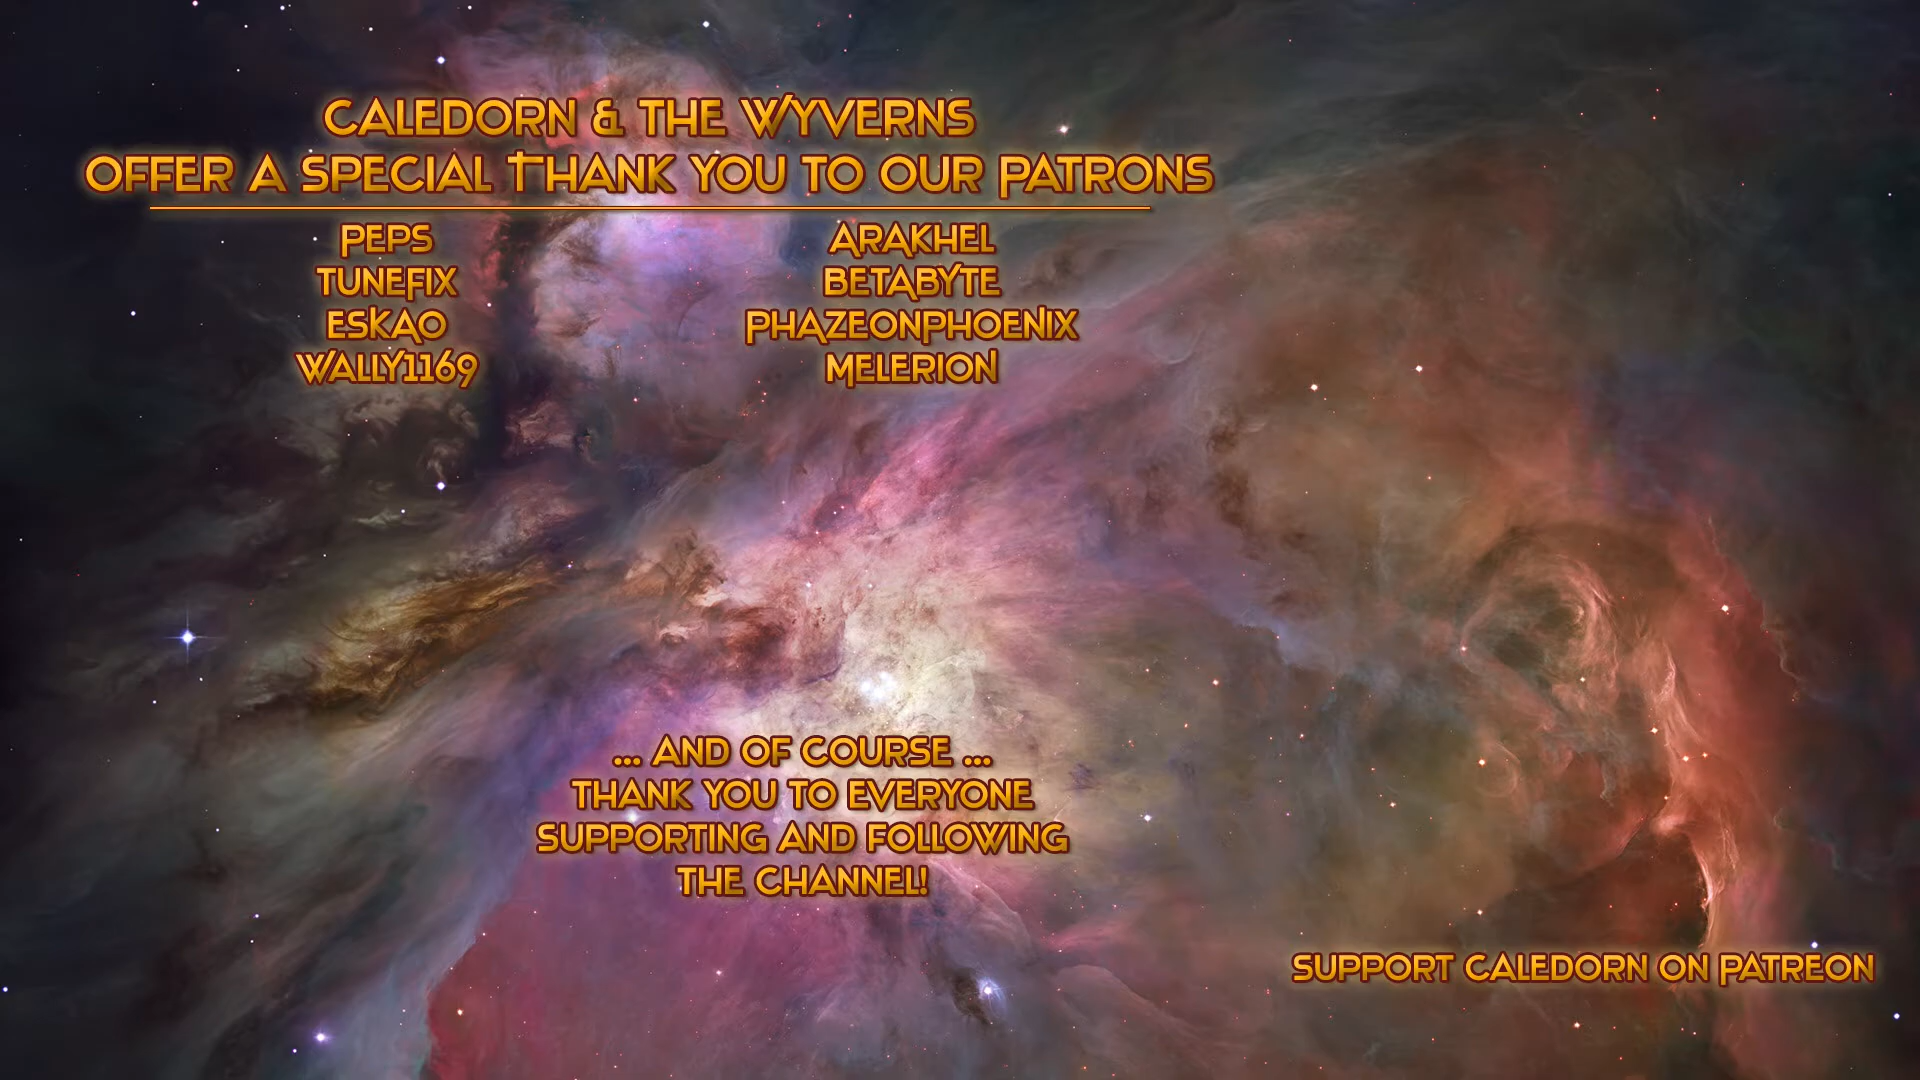 CALEDORN & THE WYVERNS
OFFER A SPECIAL THANK YOU TO OUR PATRONS
PEPS
TUNEFIX
ESKAO
WALLY1169
ARAKHEL
BETABYTE
PHAZEONPHOENIX
MELERION
... AND OF COURSE ...
THANK YOU TO EVERYONE
SUPPORTING AND FOLLOWING
THE CHANNEL!
SUPPORT CALEDORN ON PATREON